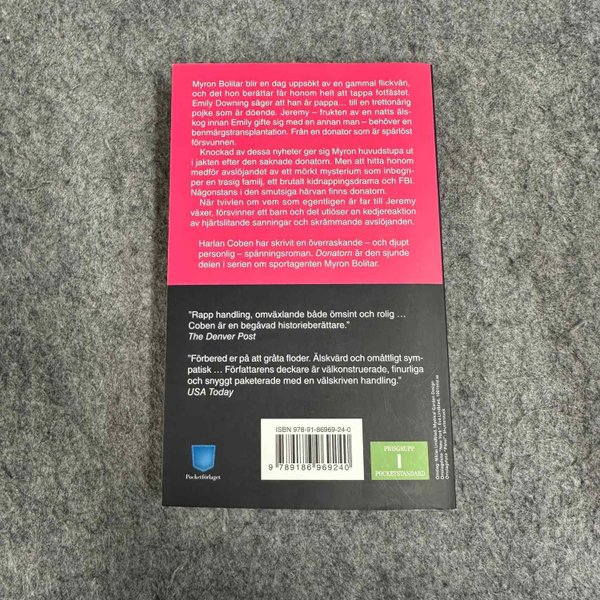 Myron Bolitar blir en dag uppsökt av en gammal flickvän,
och det hon berättar får honom helt att tappa fotfästet.
Emily Downing säger att han är pappa… till en trettonårig
pojke som är döende. Jeremy – frukten av en natts älsk-
kog innan Emily gifte sig med en annan man – behöver en
benmärgstransplantation. Från en donator som är spårlöst
försvunnen.
Knockad av dessa nyheter ger sig Myron huvudstupa ut
i jakten efter den saknade donatorn. Men att hitta honom
medför avslöjandet av ett mörkt mysterium som inbegri-
per en trasig familj, ett brutalt kidnappningsdrama och FBI.
Någonstans i den smutsiga härvan finns donatorn.
När tvivlen om vem som egentligen är far till Jeremy
växer, försvinner ett barn och det utlöser en kedjereaktion
av hjärtslitande sanningar och skrämmande avslöjanden.
Harlan Coben har skrivit en överraskande – och djupt
personlig – spänningsroman. Donatorn är den sjunde
delen i serien om sportagenten Myron Bolitar.
"Rapp handling, omväxlande både ömsint och rolig …
Coben är en begåvad historieberättare."
The Denver Post
"Förbered er på att gråta floder. Älskvärd och omåttligt sym-
patisk … Författarens deckare är välkonstruerade, finurliga
och snyggt paketerade med en välskriven handling."
USA Today
ISBN 978-91-86969-24-0
9 789186 969240
Pocketförlaget
PRISGRUPP
1
POCKETSTANDARD